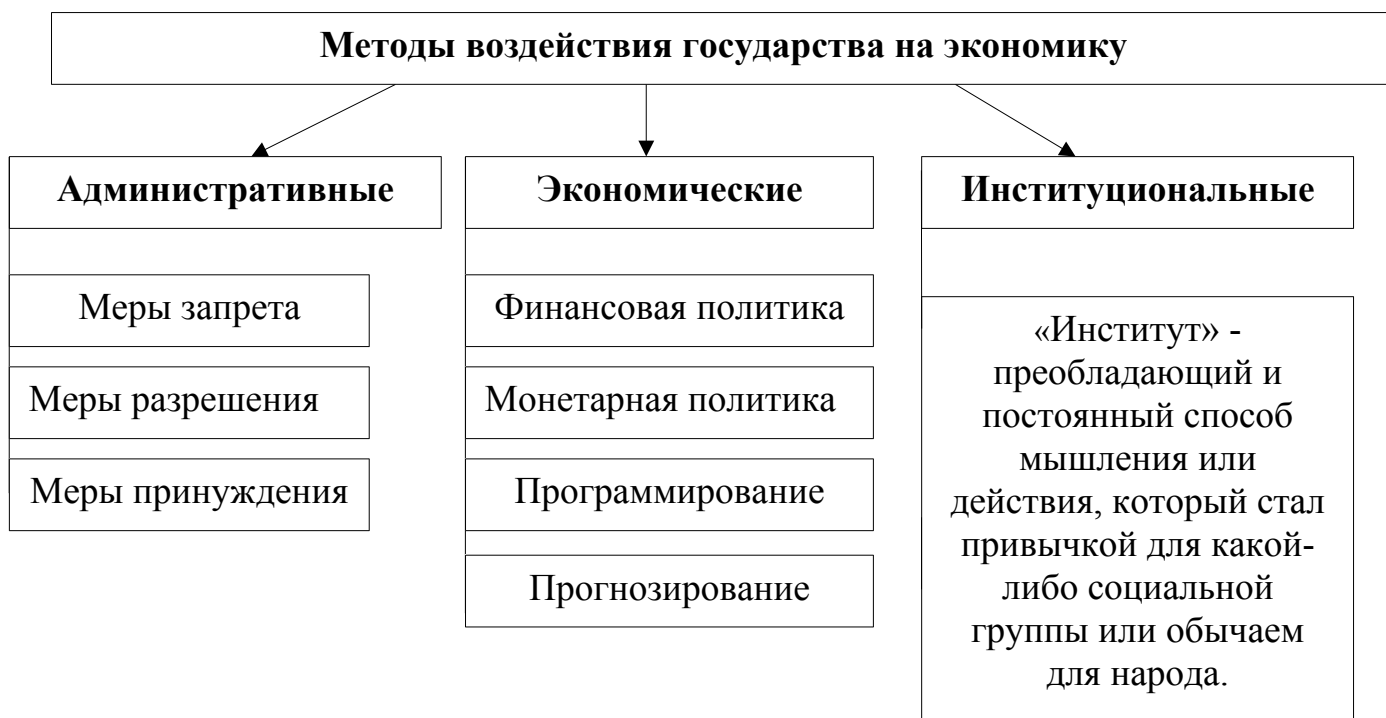 Методы воздействия государства на экономику
Административные
Экономические
Институциональные
Меры запрета
Меры разрешения
Меры принуждения
Финансовая политика
Монетарная политика
Программирование
Прогнозирование
«Институт» -
преобладающий и
постоянный способ
мышления или
действия, который стал
привычкой для какой-
либо социальной
группы или обычаем
для народа.